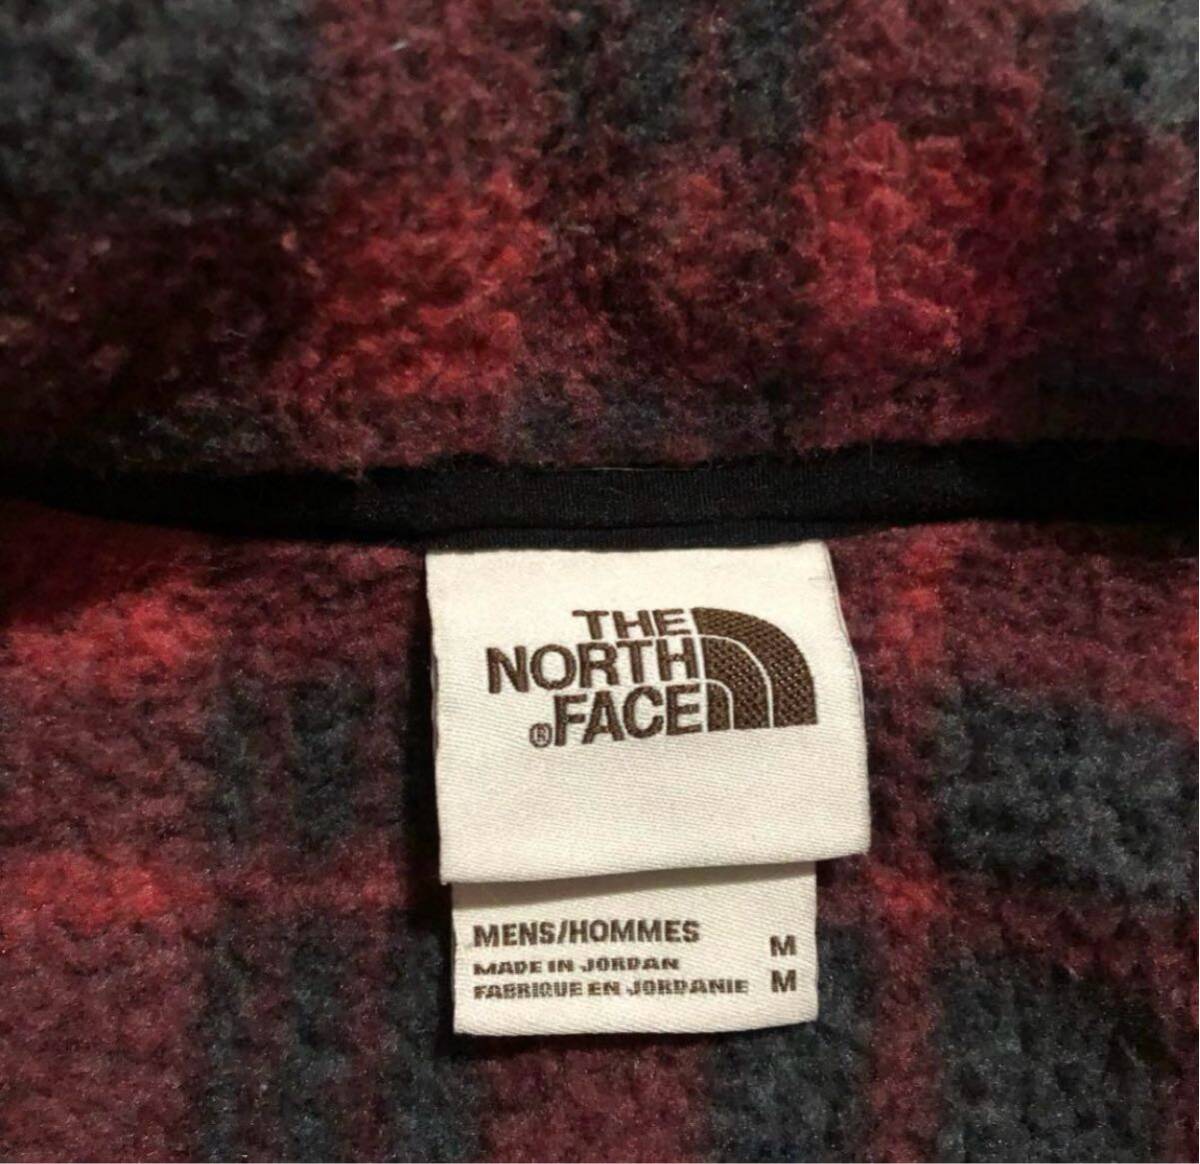 THE
NORTH
®FACE
MENS/HOMMES M
MADE IN JORDAN
FABRIQUE EN JORDANIE M